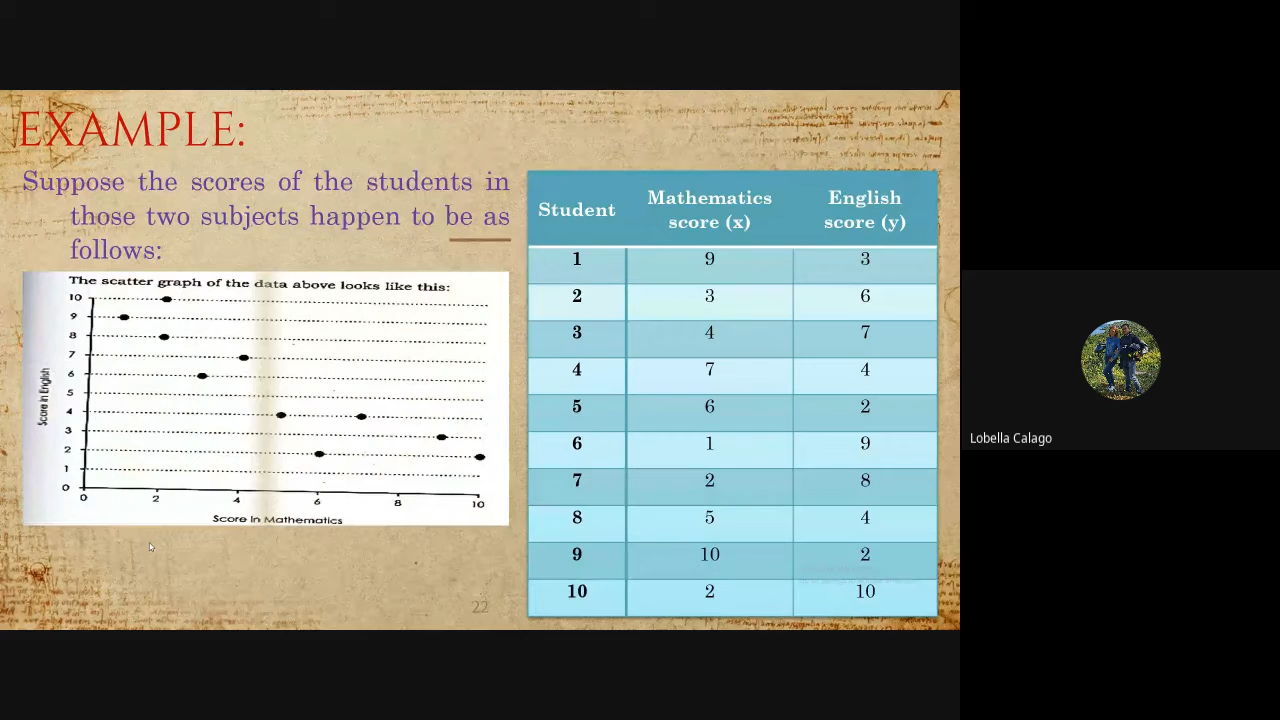 EXAMPLE:
Suppose the scores of the students in
those two subjects happen to be as
follows:
The scatter graph of the data above looks like this:
10
9
8
7
6
5
4
3
2
1
0
Score in English
0 2 4 6 8 10
Score in Mathematics
22
Student Mathematics score (x) English score (y)
1 9 3
2 3 6
3 4 7
4 7 4
5 6 2
6 1 9
7 2 8
8 5 4
9 10 2
10 2 10
Lobella Calago